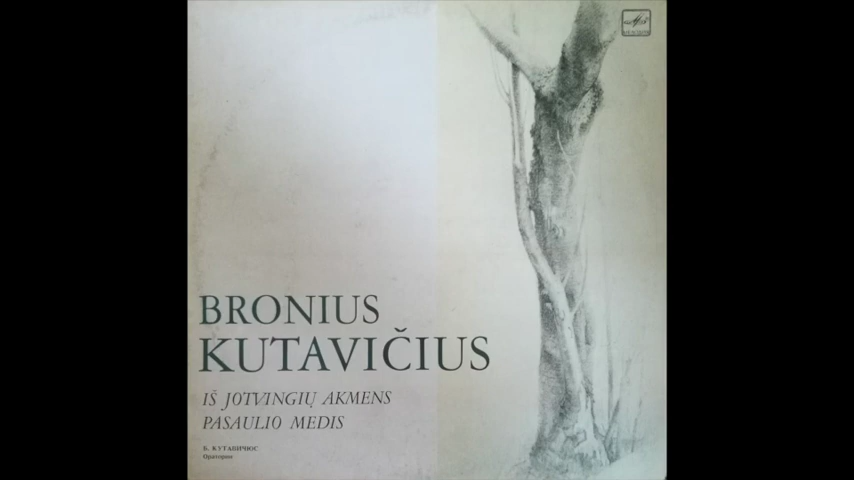 BRONIUS
KUTAVIČIUS
IŠ JOTVINGIŲ AKMENS
PASAULIO MEDIS
Б. КУТАВИЧЮС
Оратории